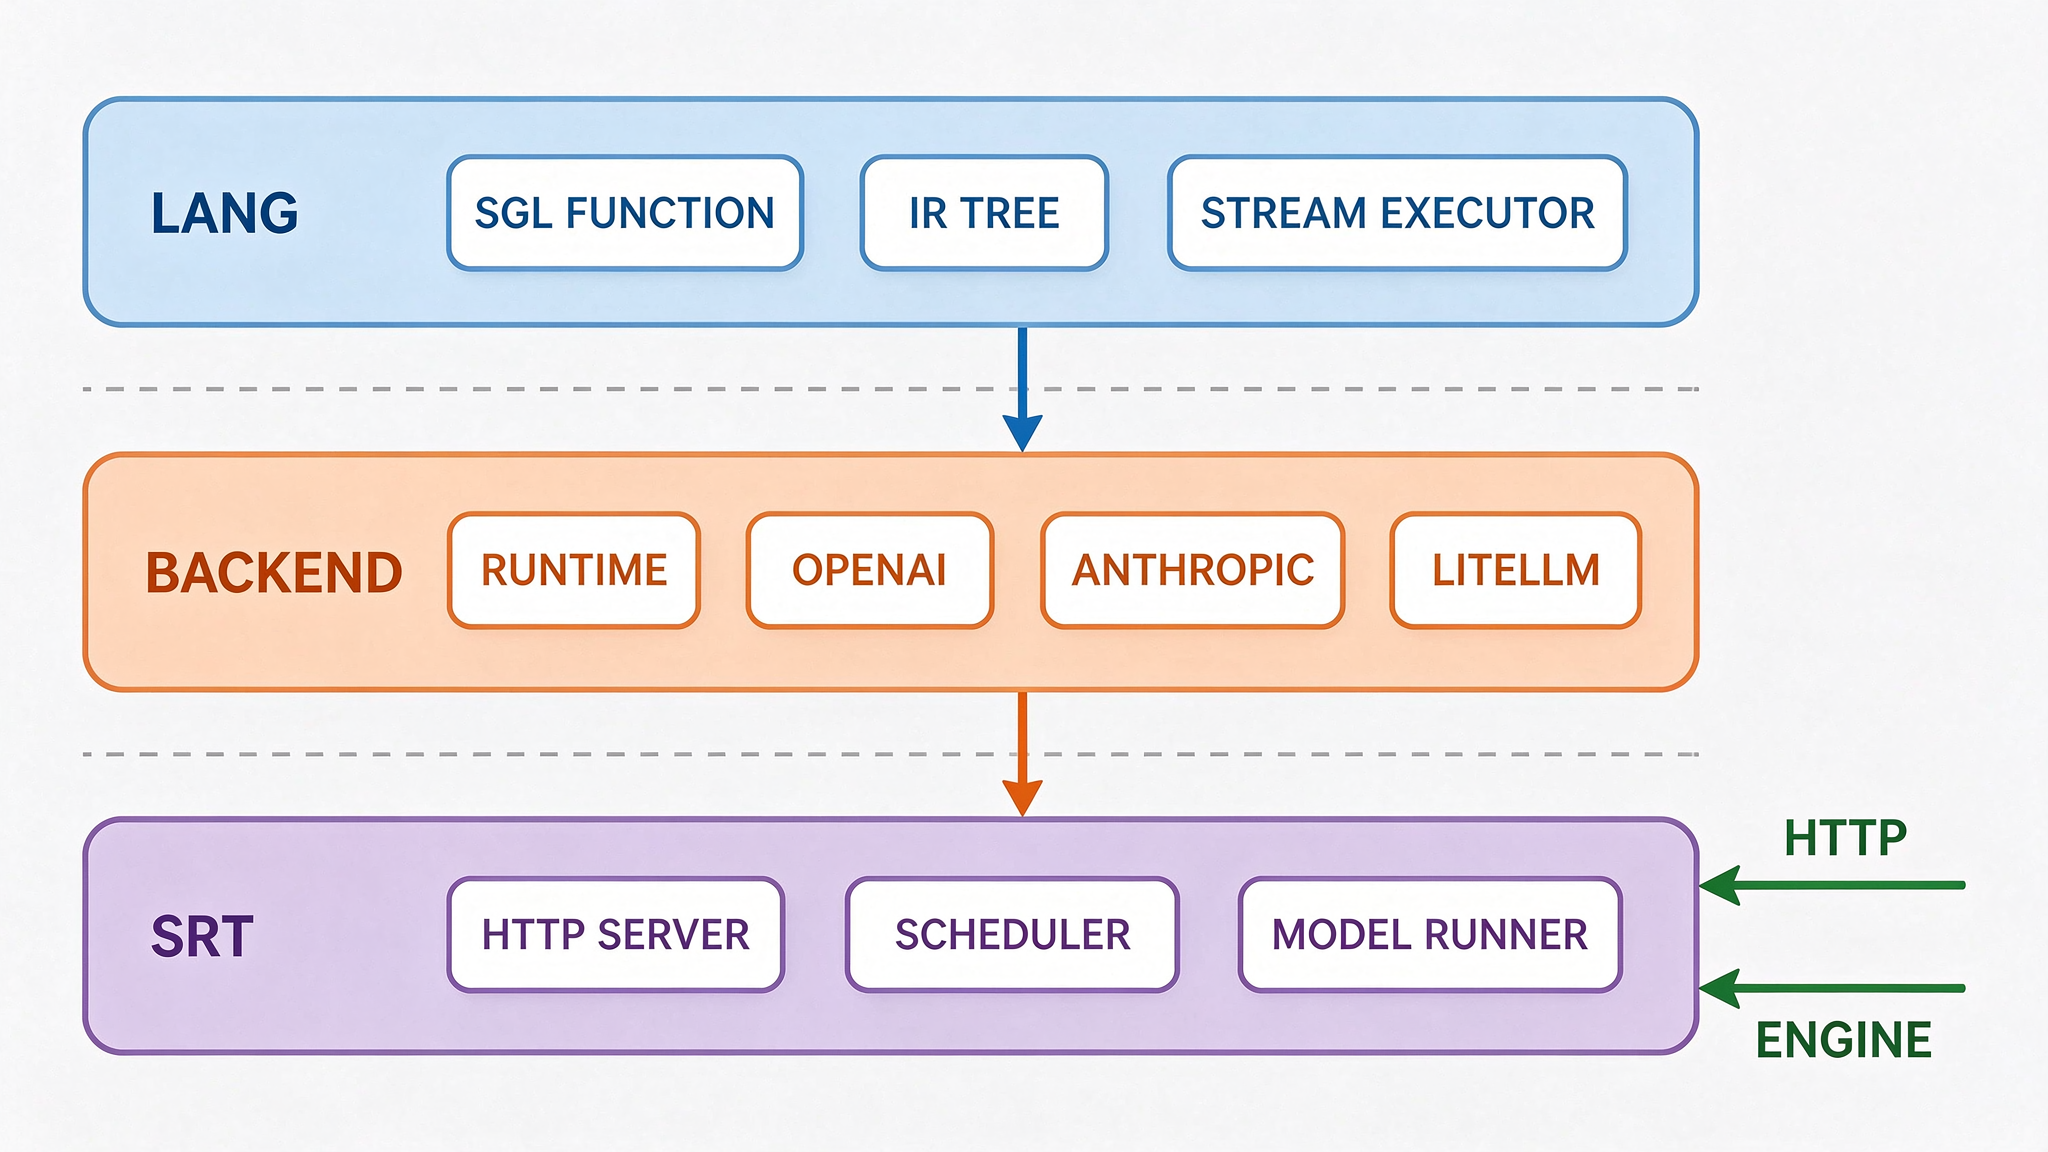 LANG
SGL FUNCTION
IR TREE
STREAM EXECUTOR
BACKEND
RUNTIME
OPENAI
ANTHROPIC
LITELLM
SRT
HTTP SERVER
SCHEDULER
MODEL RUNNER
HTTP
ENGINE